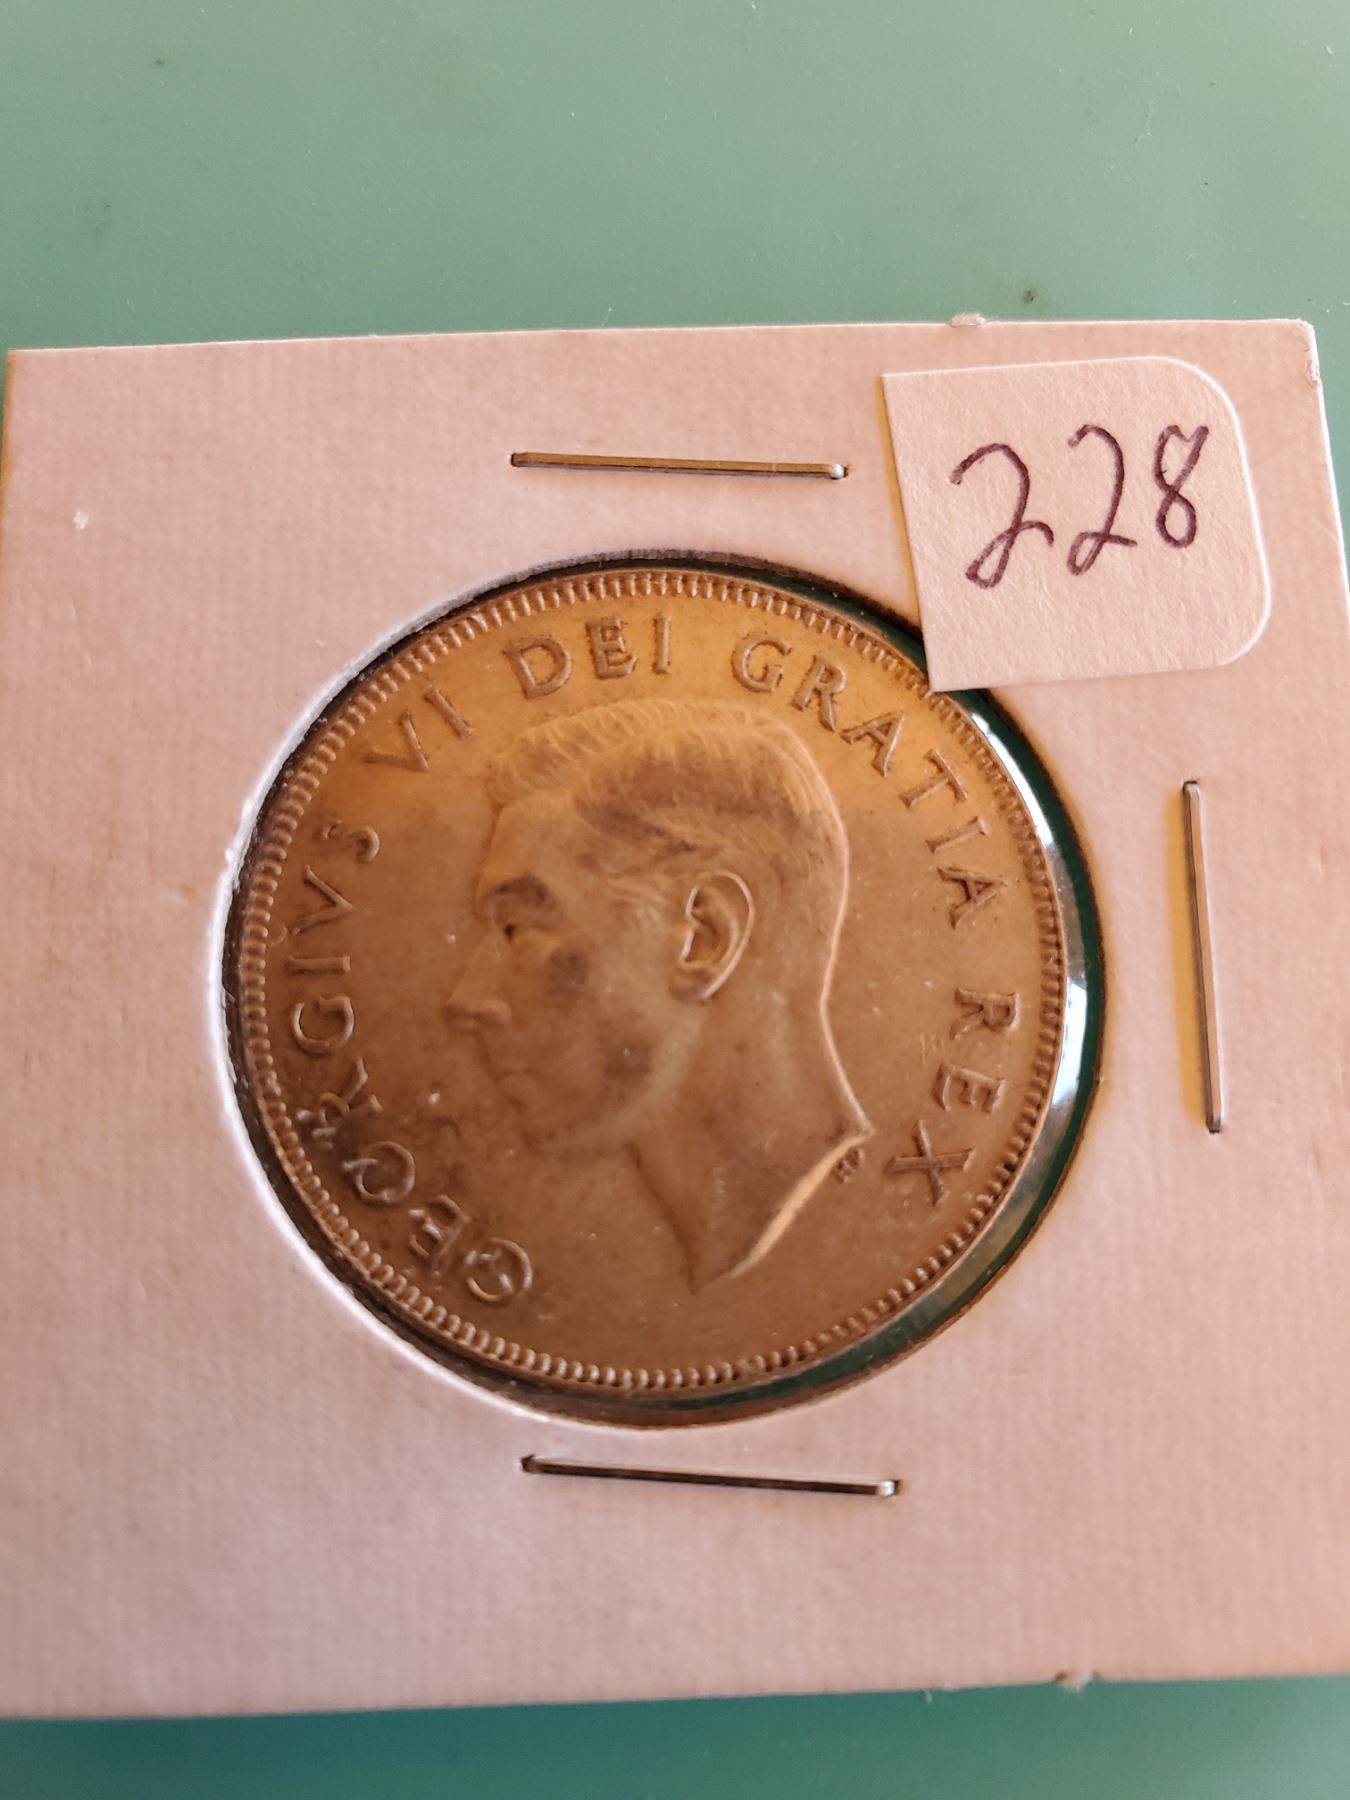 228
GEORGIVS VI DEI GRATIA REX